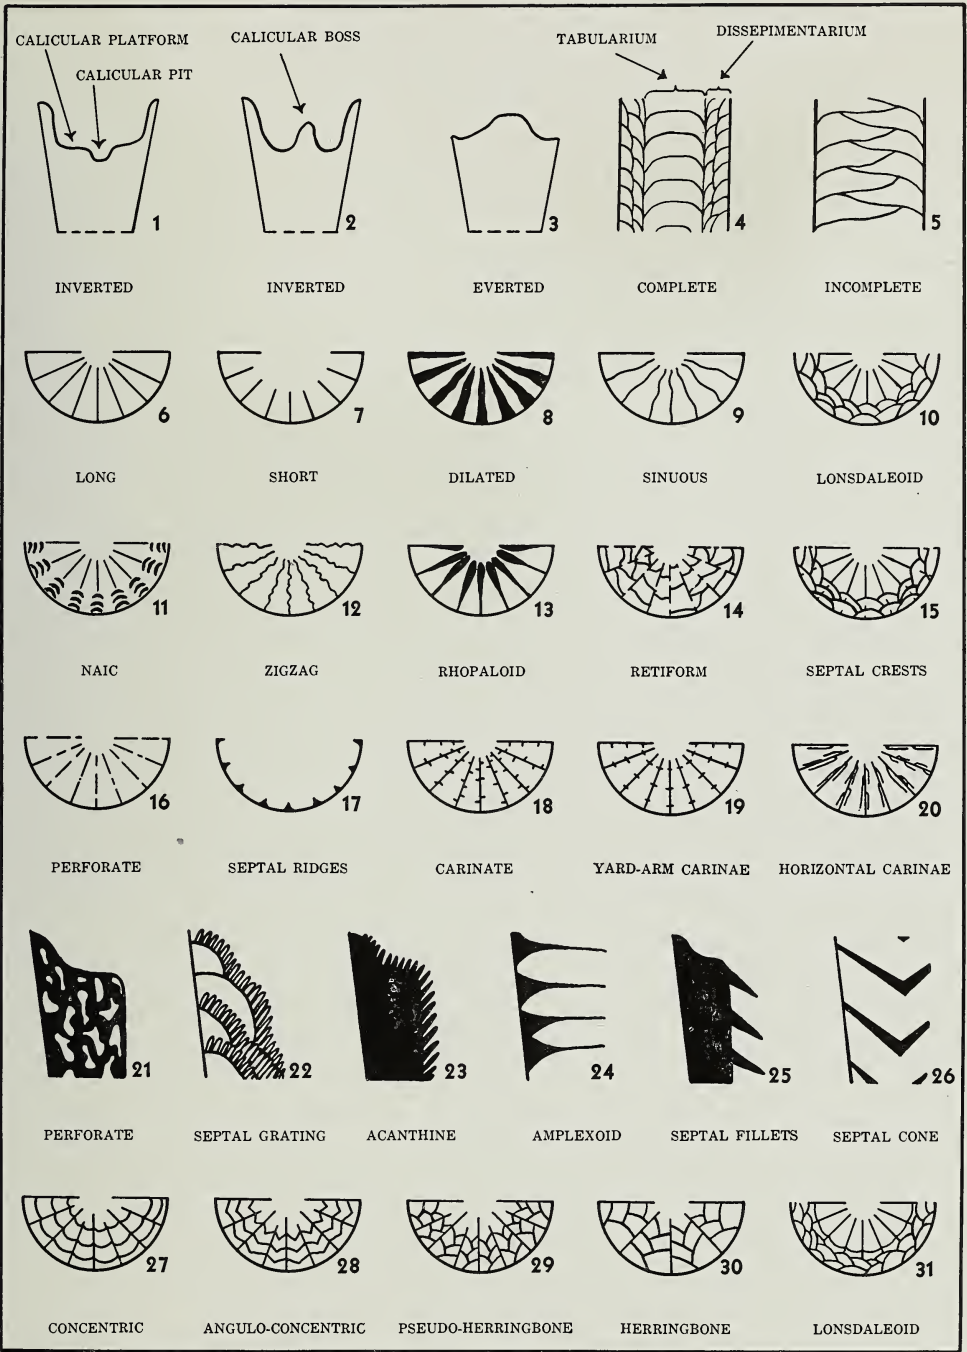 CALICULAR PLATFORM
CALICULAR PIT
CALICULAR BOSS
TABULARIUM
DISSEPIMENTARIUM
1 2 3 4 5
INVERTED INVERTED EVERTED COMPLETE INCOMPLETE
6 7 8 9 10
LONG SHORT DILATED SINUOUS LONSDALEOID
11 12 13 14 15
NAIC ZIGZAG RHOPALOID RETIFORM SEPTAL CRESTS
16 17 18 19 20
PERFORATE SEPTAL RIDGES CARINATE YARD-ARM CARINAE HORIZONTAL CARINAE
21 22 23 24 25 26
PERFORATE SEPTAL GRATING ACANTHINE AMPLEXOID SEPTAL FILLETS SEPTAL CONE
27 28 29 30 31
CONCENTRIC ANGULO-CONCENTRIC PSEUDO-HERRINGBONE HERRINGBONE LONSDALEOID